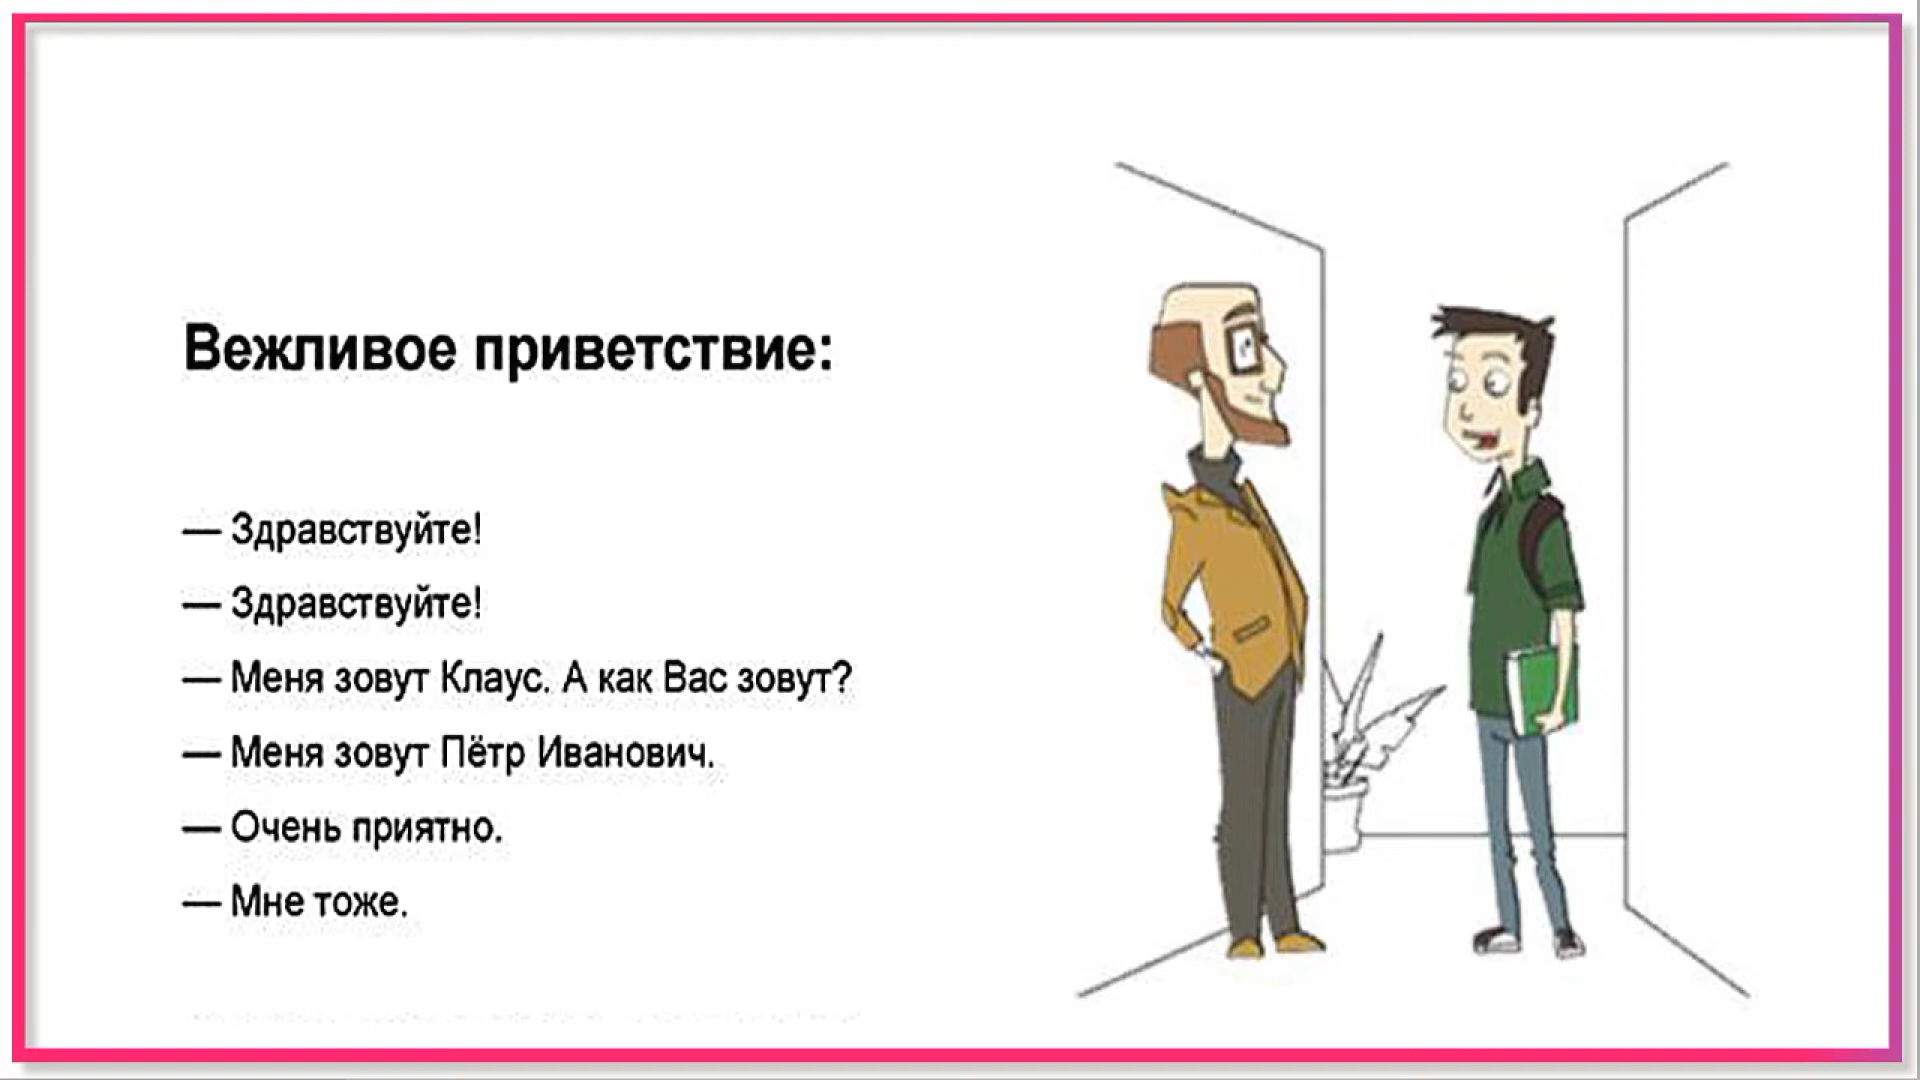 Вежливое приветствие:
— Здравствуйте!
— Здравствуйте!
— Меня зовут Клаус. А как Вас зовут?
— Меня зовут Пётр Иванович.
— Очень приятно.
— Мне тоже.